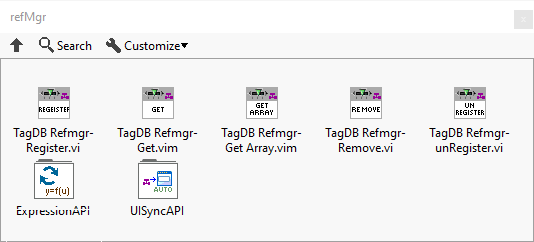 refMgr
x
Search
Customize
REGEISTER
GET
GET
ARRAY
REMOVE
UN
REGISTER
TagDB Refmgr-
Register.vi
TagDB Refmgr-
Get.vim
TagDB Refmgr-
Get Array.vim
TagDB Refmgr-
Remove.vi
TagDB Refmgr-
unRegister.vi
y=f(u)
AUTO
ExpressionAPI
UISyncAPI